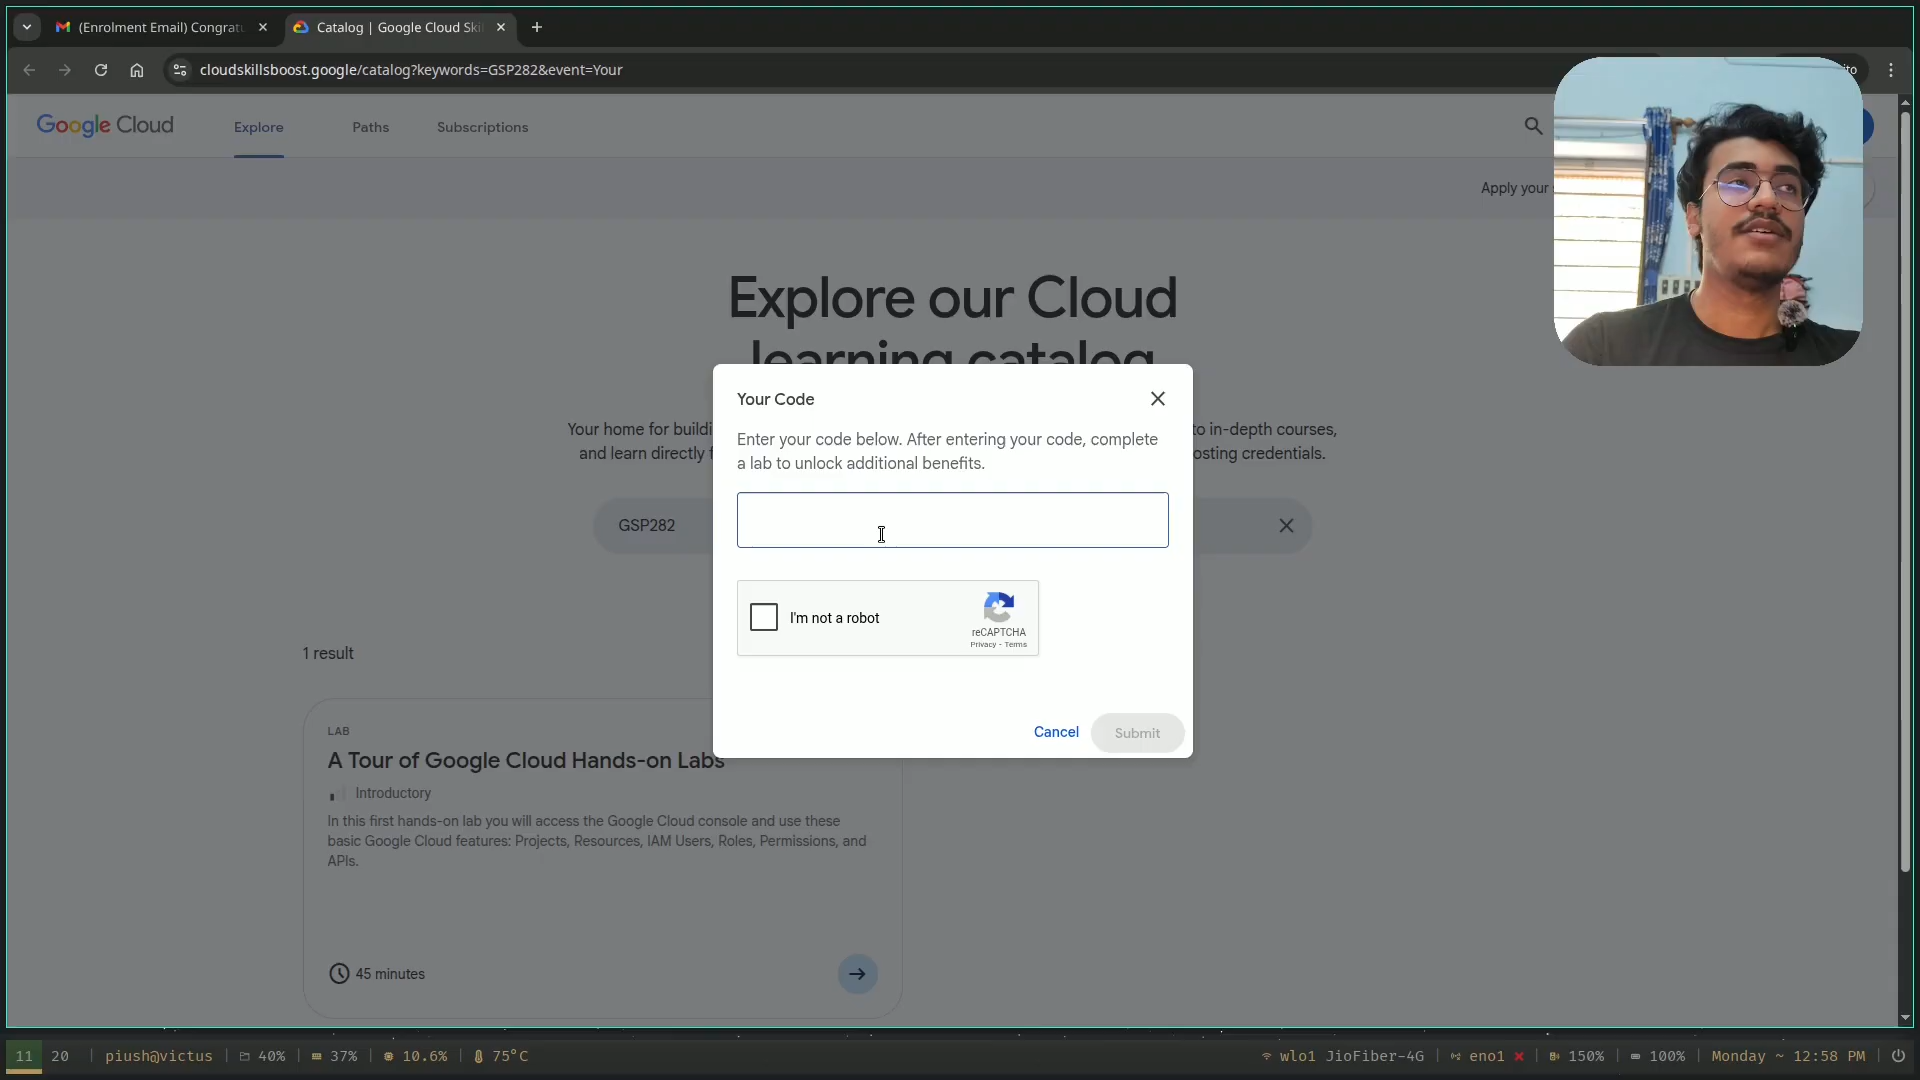 (Enrolment Email) Congratu
Catalog | Google Cloud Skil
cloudskillsboost.google/catalog?keywords=GSP282&event=Your
ito
Google Cloud
Explore
Paths
Subscriptions
Apply your
Explore our Cloud
learning catalog
Your home for buildi
to in-depth courses,
and learn directly f
osting credentials.
Your Code
Enter your code below. After entering your code, complete
a lab to unlock additional benefits.
GSP282
I'm not a robot
reCAPTCHA
Privacy - Terms
Cancel
Submit
1 result
LAB
A Tour of Google Cloud Hands-on Labs
Introductory
In this first hands-on lab you will access the Google Cloud console and use these
basic Google Cloud features: Projects, Resources, IAM Users, Roles, Permissions, and
APIs.
45 minutes
11 20 | piush@victus | 40% | 37% | 10.6% | 75°C
wlo1 JioFiber-4G | eno1 × | 150% | 100% | Monday ~ 12:58 PM